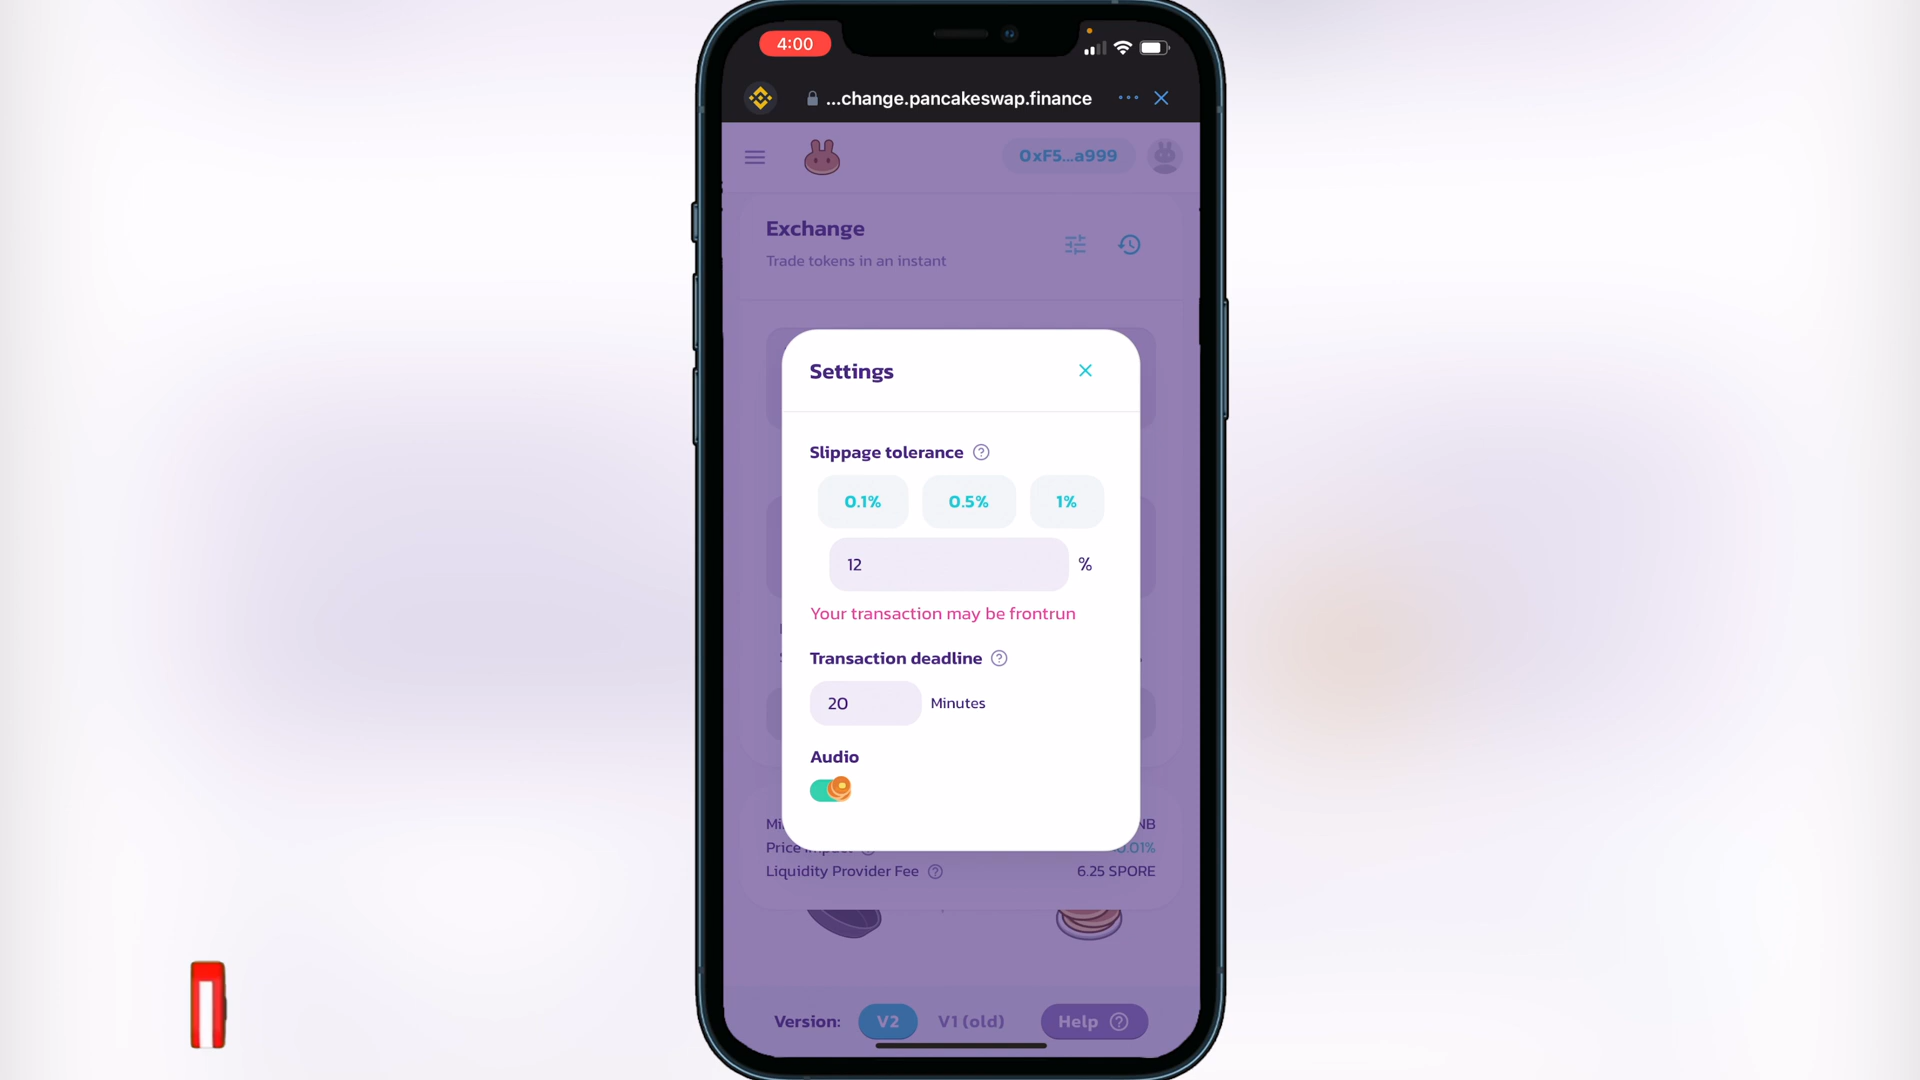 4:00
...change.pancakeswap.finance
0xF5...a999
Exchange
Trade tokens in an instant
Settings
Slippage tolerance
0.1% 0.5% 1%
12 %
Your transaction may be frontrun
Transaction deadline
20 Minutes
Audio
Price Impact
Liquidity Provider Fee 6.25 SPORE
Version: V2 V1 (old) Help